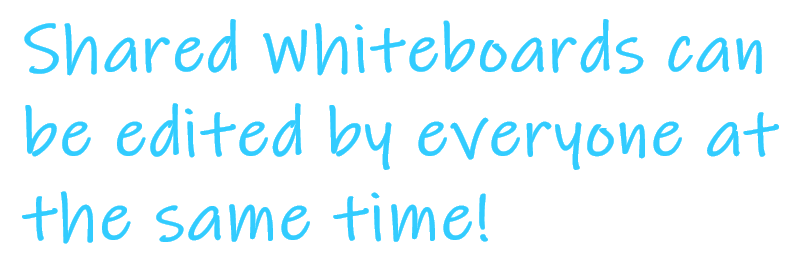 Shared Whiteboards can
be edited by everyone at
the same time!